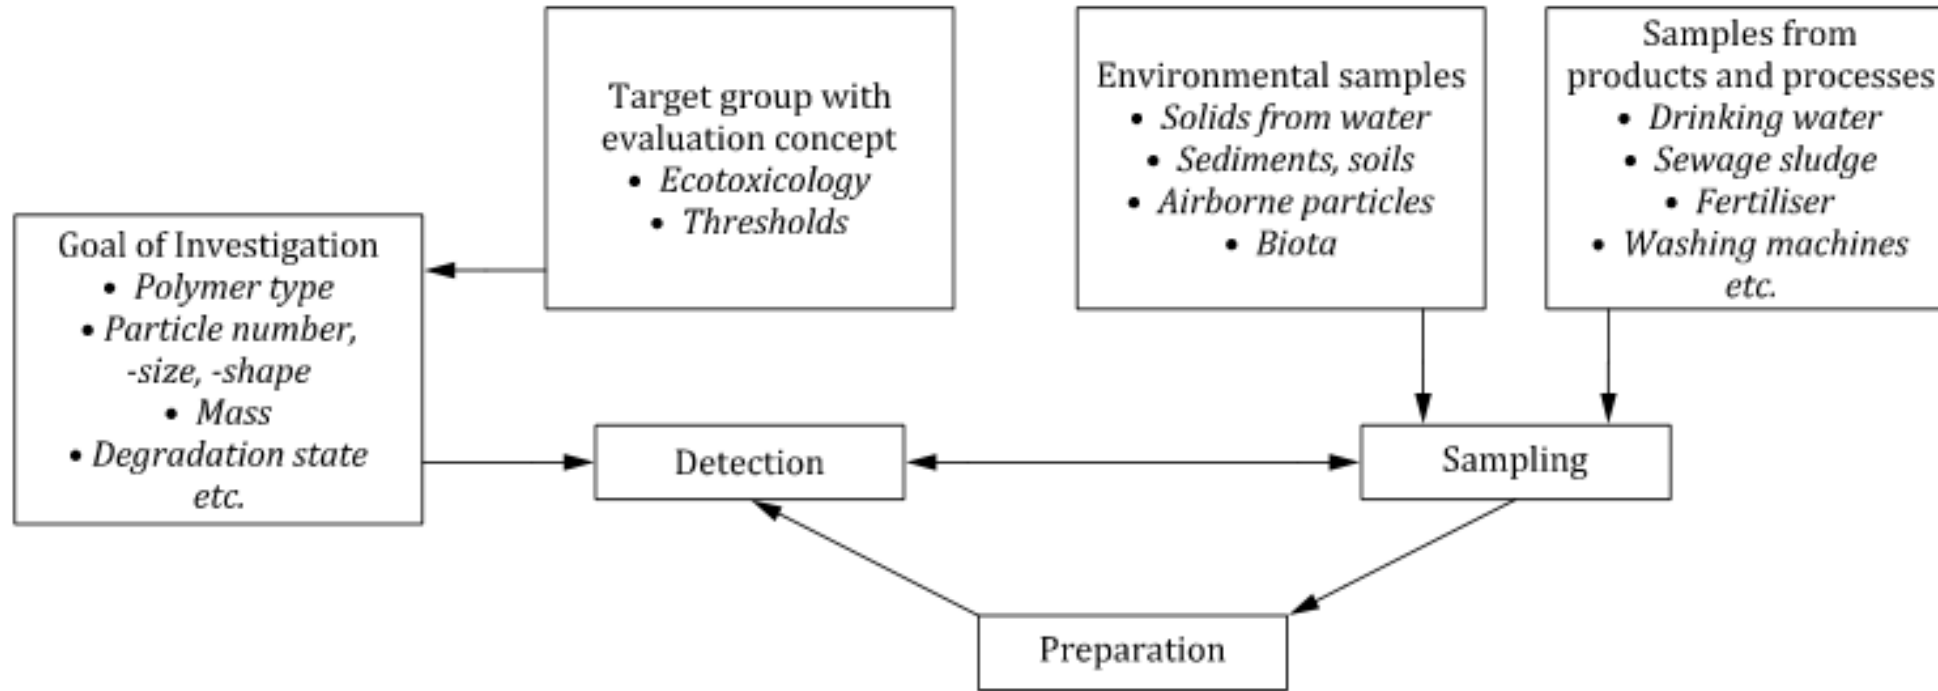 Target group with
evaluation concept
• Ecotoxicology
• Thresholds
Environmental samples
• Solids from water
• Sediments, soils
• Airborne particles
• Biota
Samples from
products and processes
• Drinking water
• Sewage sludge
• Fertiliser
• Washing machines
etc.
Goal of Investigation
• Polymer type
• Particle number,
-size, -shape
• Mass
• Degradation state
etc.
Detection
Sampling
Preparation